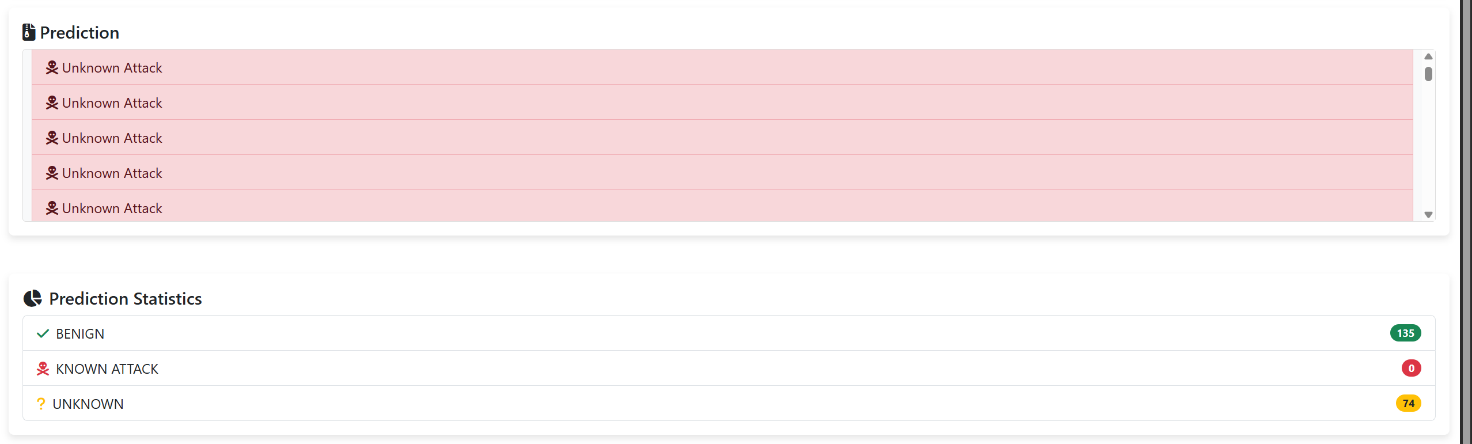 Prediction
Unknown Attack
Unknown Attack
Unknown Attack
Unknown Attack
Unknown Attack
Prediction Statistics
BENIGN 135
KNOWN ATTACK 0
? UNKNOWN 74